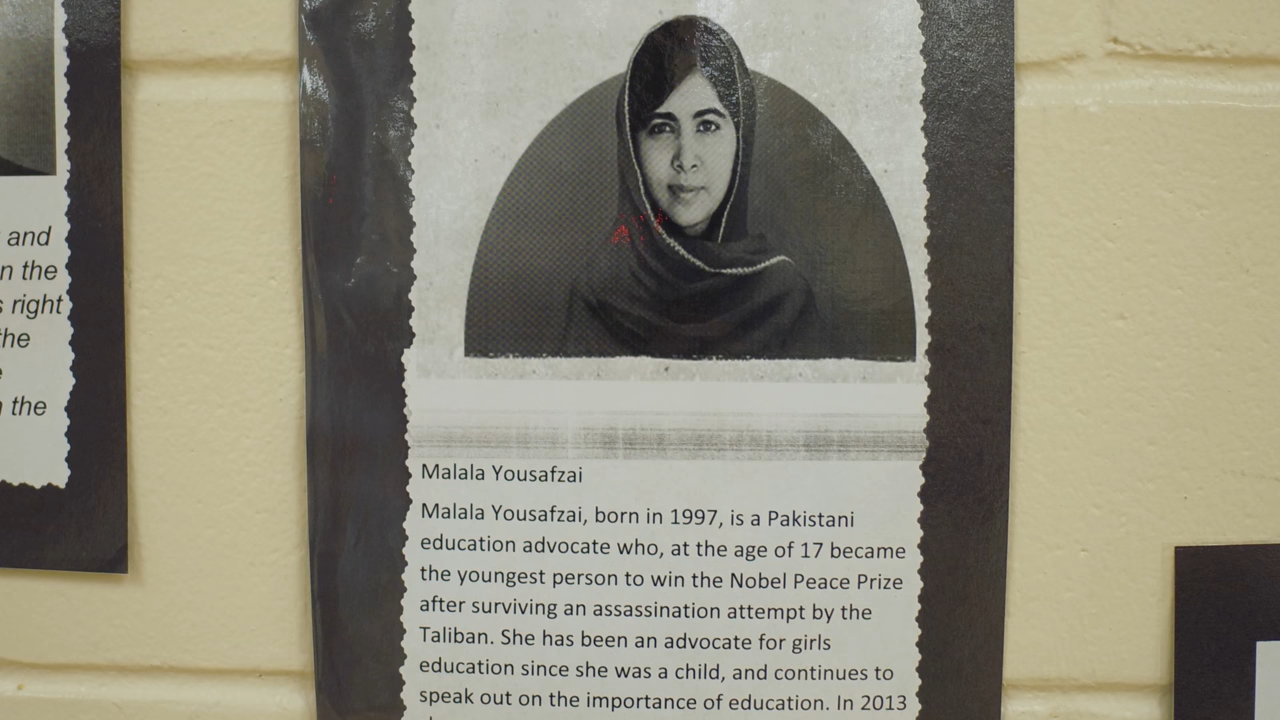 and
n the
right
the
the
Malala Yousafzai
Malala Yousafzai, born in 1997, is a Pakistani
education advocate who, at the age of 17 became
the youngest person to win the Nobel Peace Prize
after surviving an assassination attempt by the
Taliban. She has been an advocate for girls
education since she was a child, and continues to
speak out on the importance of education. In 2013